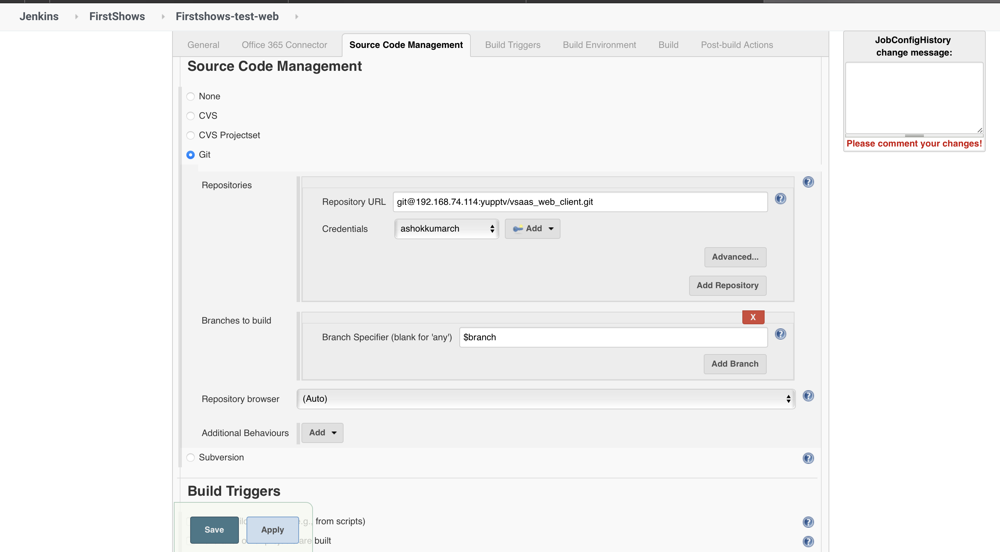 Jenkins FirstShows Firstshows-test-web
General Office 365 Connector Source Code Management Build Triggers Build Environment Build Post-build Actions
JobConfigHistory
change message:
Please comment your changes!
Source Code Management
None
CVS
CVS Projectset
Git
Repositories
Repository URL git@192.168.74.114:yupptv/vsaas_web_client.git
Credentials ashokkumarch Add
Advanced...
Add Repository
Branches to build
X
Branch Specifier (blank for 'any') $branch
Add Branch
Repository browser (Auto)
Additional Behaviours Add
Subversion
Build Triggers
from scripts)
Save Apply
are built